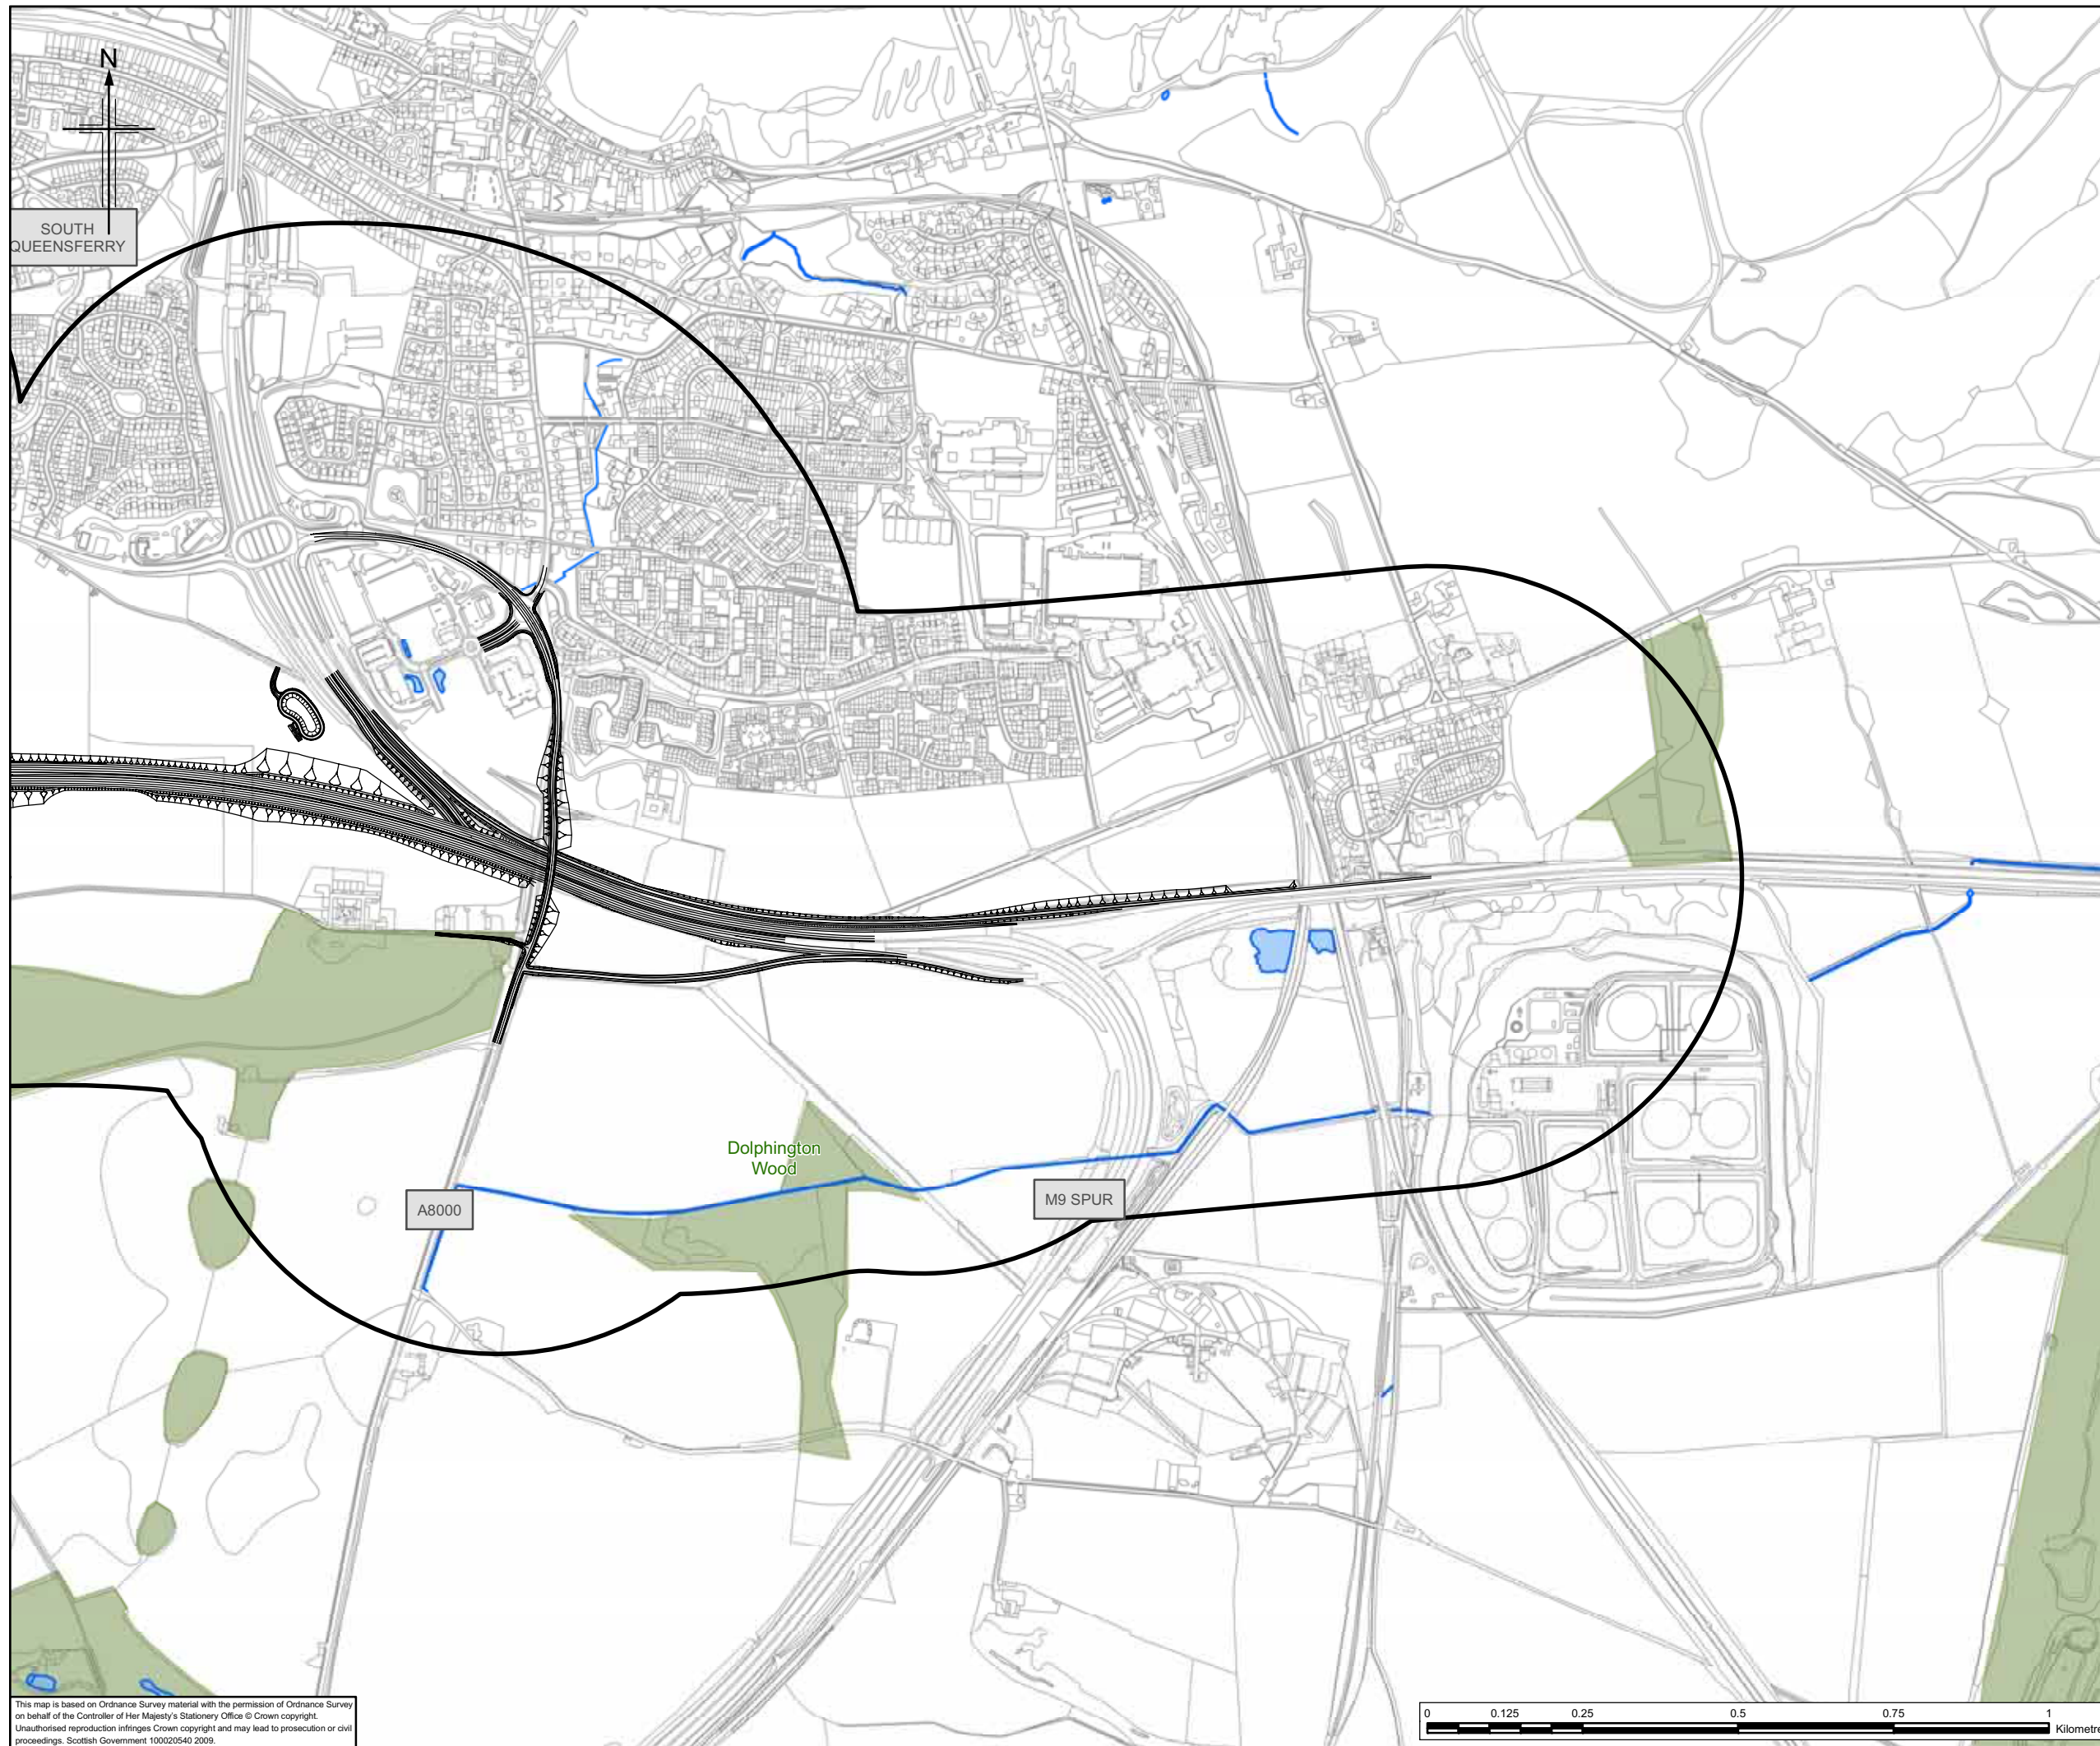 N
SOUTH
QUEENSFERRY
Dolphington
Wood
A8000
M9 SPUR
This map is based on Ordnance Survey material with the permission of Ordnance Survey
on behalf of the Controller of Her Majesty's Stationery Office © Crown copyright.
Unauthorised reproduction infringes Crown copyright and may lead to prosecution or civil
proceedings. Scottish Government 100020540 2009.
0 0.125 0.25 0.5 0.75 1
Kilometre